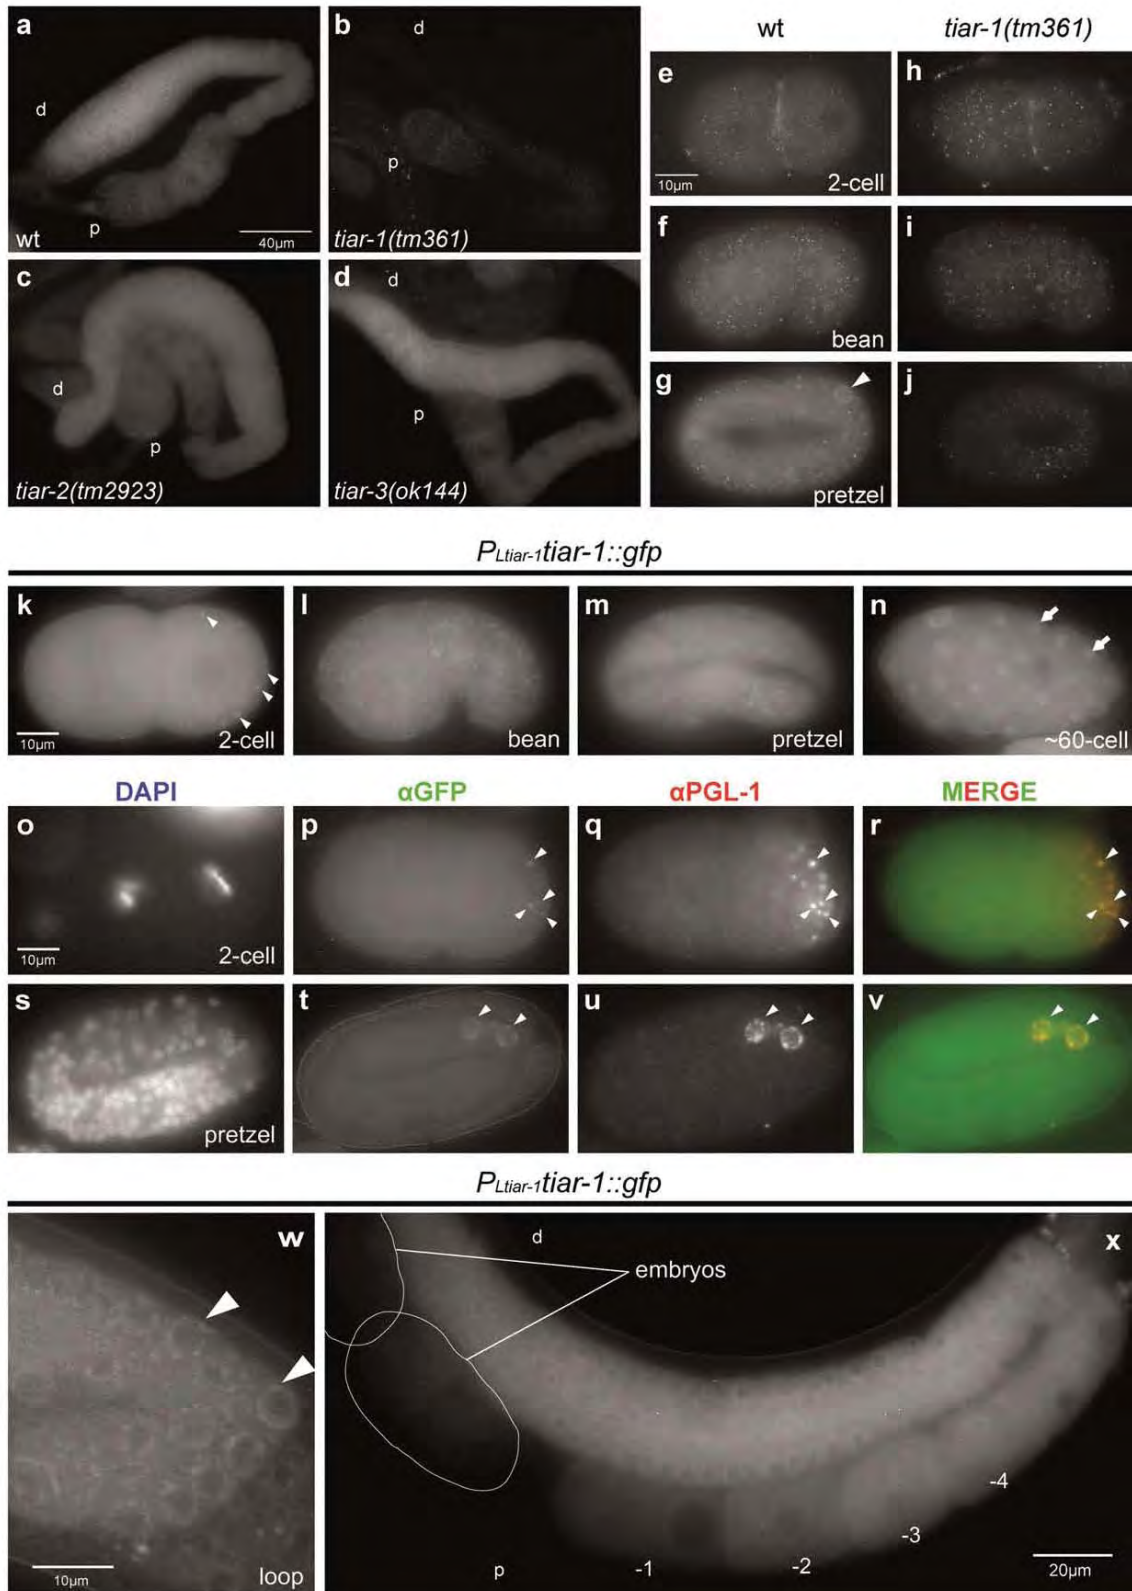 a
d
p
wt
40µm
b
d
p
tiar-1(tm361)
c
d
p
tiar-2(tm2923)
d
d
p
tiar-3(ok144)
wt
tiar-1(tm361)
e
10µm
2-cell
h
f
bean
i
g
pretzel
j
PLtiar-1tiar-1::gfp
k
10µm
2-cell
l
bean
m
pretzel
n
~60-cell
DAPI
αGFP
αPGL-1
MERGE
o
10µm
2-cell
p
q
r
s
pretzel
t
u
v
PLtiar-1tiar-1::gfp
w
10µm
loop
x
d
embryos
-4
-3
-2
-1
p
20µm